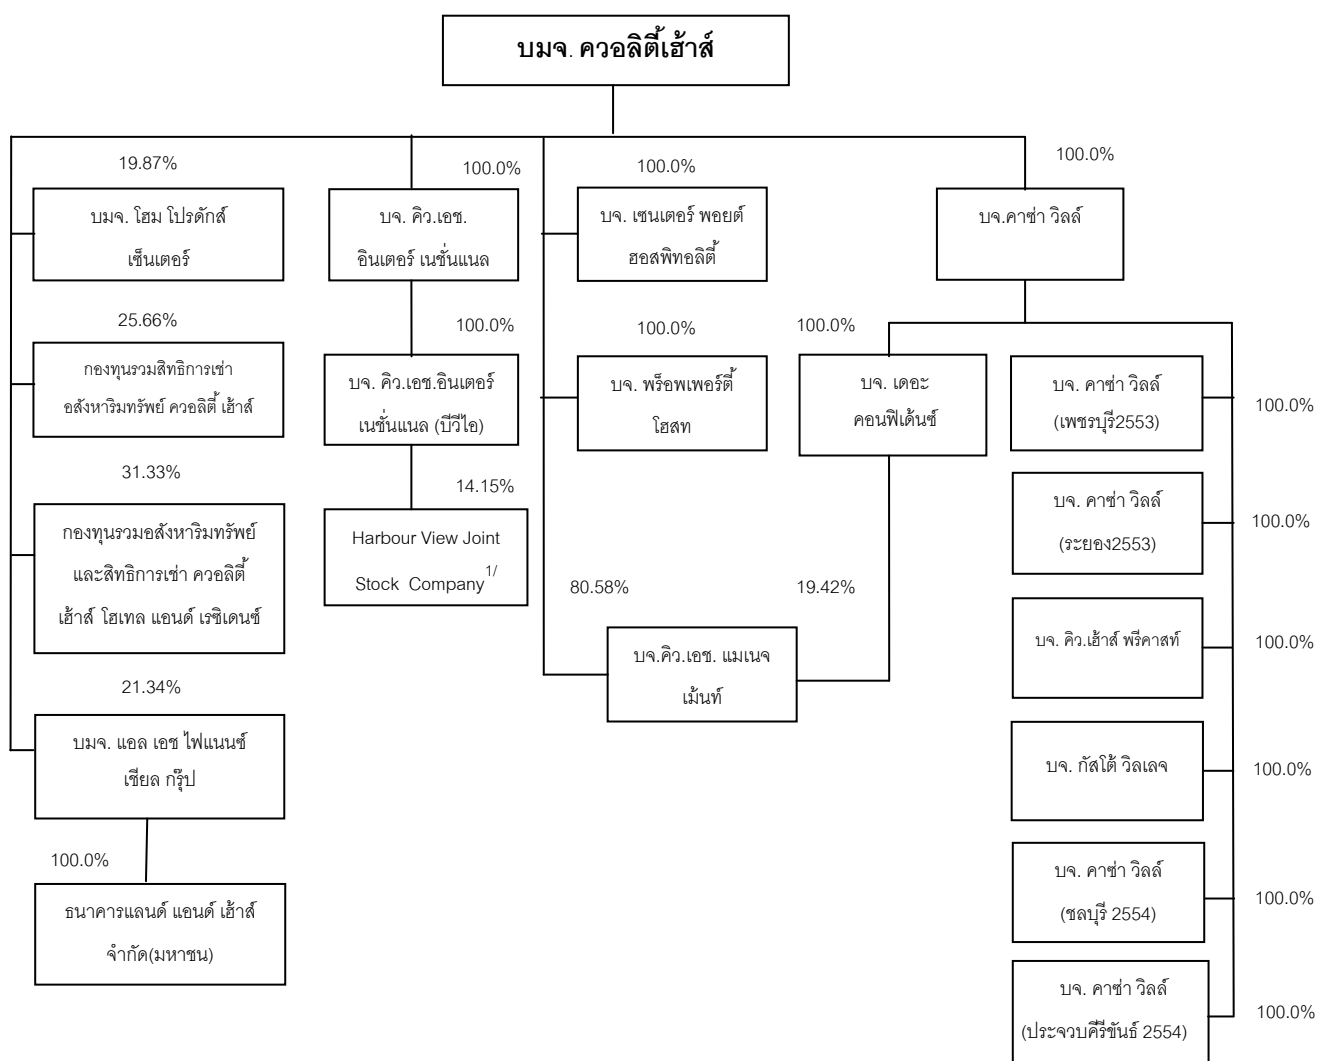 บมจ. ควอลิตี้เฮ้าส์
19.87%
100.0%
100.0%
100.0%
บมจ. โฮม โปรดักส์
เซ็นเตอร์
บจ. คิว.เอช.
อินเตอร์ เนชั่นแนล
บจ. เซนเตอร์ พอยต์
ฮอสพิทอลิตี้
บจ.คาซ่า วิลล์
25.66%
100.0%
100.0%
100.0%
กองทุนรวมสิทธิการเช่า
อสังหาริมทรัพย์ ควอลิตี้ เฮ้าส์
บจ. คิว.เอช.อินเตอร์
เนชั่นแนล (บีวีไอ)
บจ. พร็อพเพอร์ตี้
โฮสท
บจ. เดอะ
คอนฟิเด้นซ์
บจ. คาซ่า วิลล์
(เพชรบุรี2553)
100.0%
31.33%
14.15%
กองทุนรวมอสังหาริมทรัพย์
และสิทธิการเช่า ควอลิตี้
เฮ้าส์ โฮเทล แอนด์ เรซิเดนซ์
Harbour View Joint
Stock Company 1/
บจ. คาซ่า วิลล์
(ระยอง2553)
100.0%
80.58%
19.42%
บจ.คิว.เอช. แมเนจ
เม้นท์
บจ. คิว.เฮ้าส์ พรีคาสท์
100.0%
21.34%
บมจ. แอล เอช ไฟแนนซ์
เชียล กรุ๊ป
บจ. กัสโต้ วิลเลจ
100.0%
100.0%
ธนาคารแลนด์ แอนด์ เฮ้าส์
จำกัด(มหาชน)
บจ. คาซ่า วิลล์
(ชลบุรี 2554)
100.0%
บจ. คาซ่า วิลล์
(ประจวบคีรีขันธ์ 2554)
100.0%